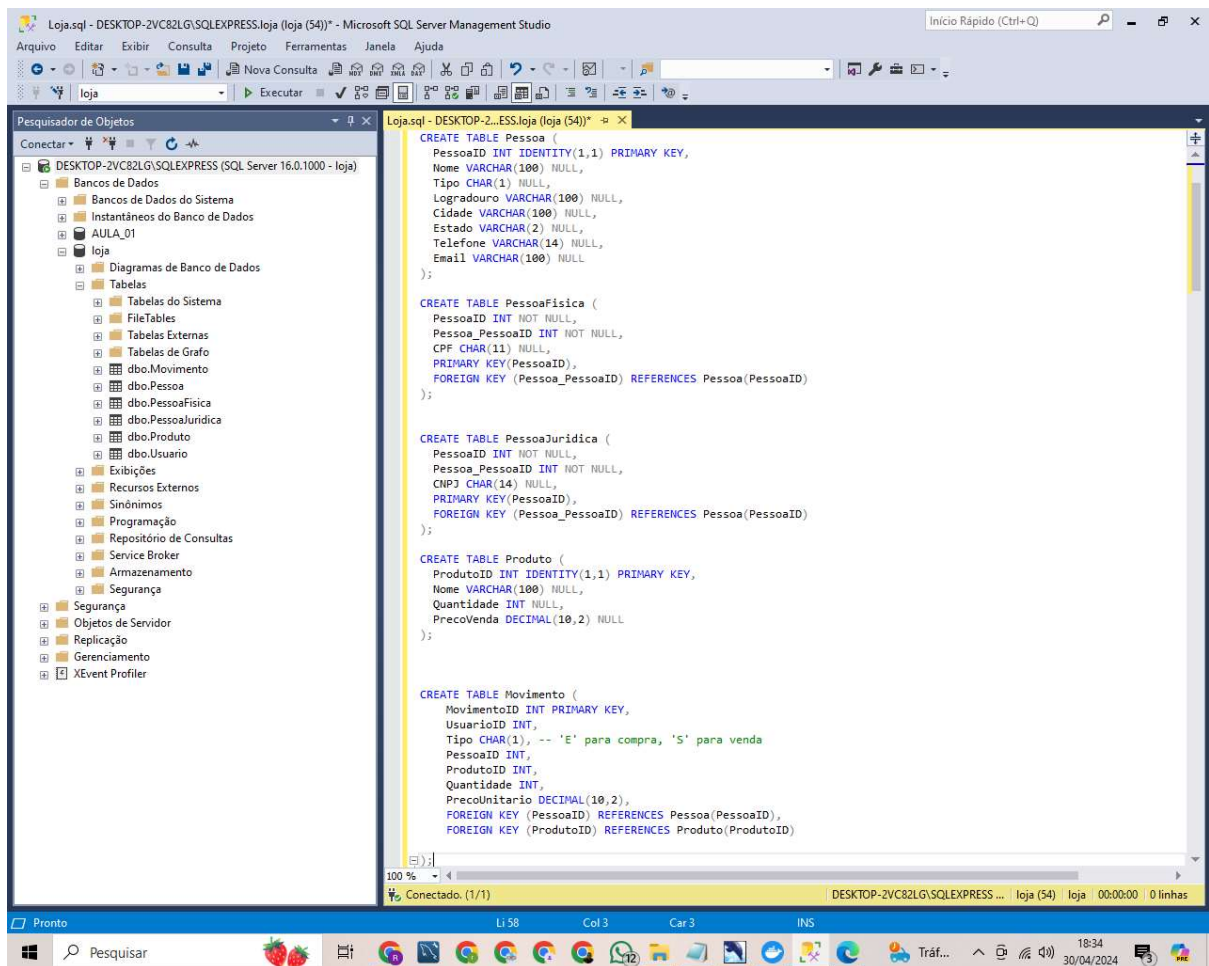 Loja.sql - DESKTOP-2VC82LG\SQLEXPRESS.loja (loja (54))* - Microsoft SQL Server Management Studio
Início Rápido (Ctrl+Q)
Arquivo Editar Exibir Consulta Projeto Ferramentas Janela Ajuda
Nova Consulta MDX DMX XMLA DAX
loja Executar
Pesquisador de Objetos
Conectar
DESKTOP-2VC82LG\SQLEXPRESS (SQL Server 16.0.1000 - loja)
Bancos de Dados
Bancos de Dados do Sistema
Instantâneos do Banco de Dados
AULA_01
loja
Diagramas de Banco de Dados
Tabelas
Tabelas do Sistema
FileTables
Tabelas Externas
Tabelas de Grafo
dbo.Movimento
dbo.Pessoa
dbo.PessoaFisica
dbo.PessoaJuridica
dbo.Produto
dbo.Usuario
Exibições
Recursos Externos
Sinônimos
Programação
Repositório de Consultas
Service Broker
Armazenamento
Segurança
Segurança
Objetos de Servidor
Replicação
Gerenciamento
XEvent Profiler
Loja.sql - DESKTOP-2...ESS.loja (loja (54))*
CREATE TABLE Pessoa (
PessoaID INT IDENTITY(1,1) PRIMARY KEY,
Nome VARCHAR(100) NULL,
Tipo CHAR(1) NULL,
Logradouro VARCHAR(100) NULL,
Cidade VARCHAR(100) NULL,
Estado VARCHAR(2) NULL,
Telefone VARCHAR(14) NULL,
Email VARCHAR(100) NULL
);
CREATE TABLE PessoaFisica (
PessoaID INT NOT NULL,
Pessoa_PessoaID INT NOT NULL,
CPF CHAR(11) NULL,
PRIMARY KEY(PessoaID),
FOREIGN KEY (Pessoa_PessoaID) REFERENCES Pessoa(PessoaID)
);
CREATE TABLE PessoaJuridica (
PessoaID INT NOT NULL,
Pessoa_PessoaID INT NOT NULL,
CNPJ CHAR(14) NULL,
PRIMARY KEY(PessoaID),
FOREIGN KEY (Pessoa_PessoaID) REFERENCES Pessoa(PessoaID)
);
CREATE TABLE Produto (
ProdutoID INT IDENTITY(1,1) PRIMARY KEY,
Nome VARCHAR(100) NULL,
Quantidade INT NULL,
PrecoVenda DECIMAL(10,2) NULL
);
CREATE TABLE Movimento (
MovimentoID INT PRIMARY KEY,
UsuarioID INT,
Tipo CHAR(1), -- 'E' para compra, 'S' para venda
PessoaID INT,
ProdutoID INT,
Quantidade INT,
PrecoUnitario DECIMAL(10,2),
FOREIGN KEY (PessoaID) REFERENCES Pessoa(PessoaID),
FOREIGN KEY (ProdutoID) REFERENCES Produto(ProdutoID)
);
100 %
Conectado. (1/1)
DESKTOP-2VC82LG\SQLEXPRESS ... loja (54) loja 00:00:00 0 linhas
Pronto Li 58 Col 3 Car 3 INS
Pesquisar
12
Tráf...
18:34
30/04/2024
3
PRE